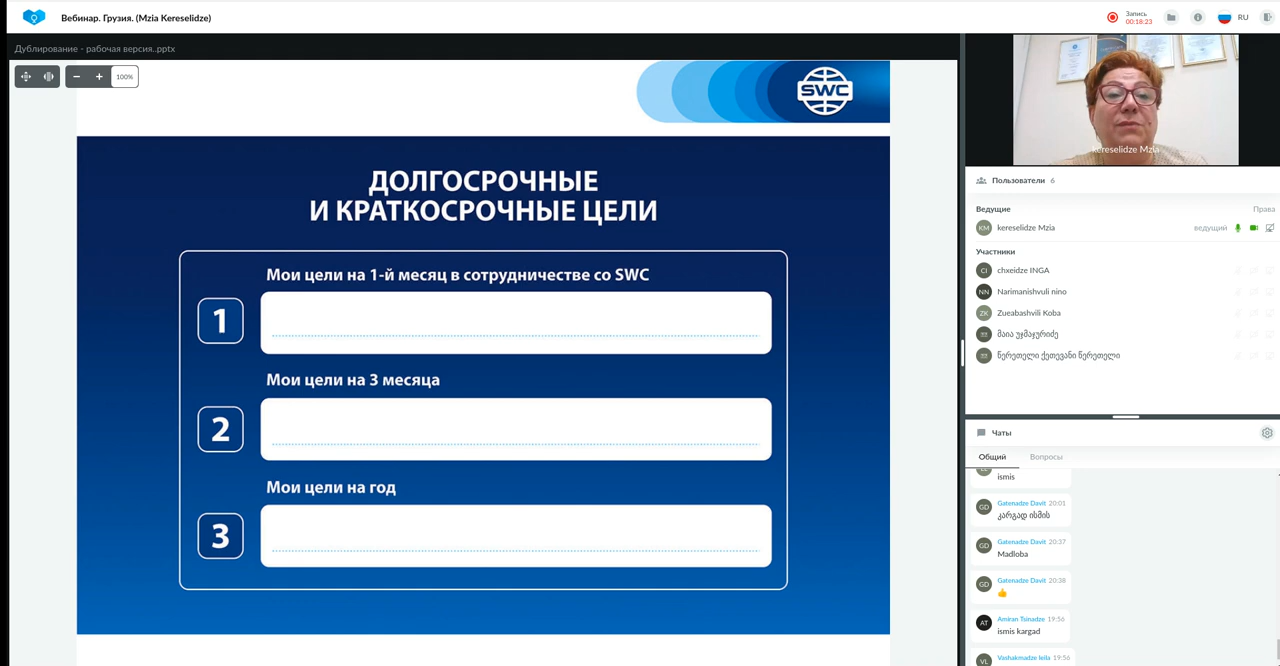 Вебинар. Грузия. (Mzia Kereselidze)
Запись
00:18:23
RU
Дублирование - рабочая версия..pptx
100%
SWC
ДОЛГОСРОЧНЫЕ
И КРАТКОСРОЧНЫЕ ЦЕЛИ
Мои цели на 1-й месяц в сотрудничестве со SWC
1
Мои цели на 3 месяца
2
Мои цели на год
3
kereselidze Mzia
Пользователи 6
Ведущие Права
KM kereselidze Mzia ведущий
Участники
CI chxeidze INGA
NN Narimanishvuli nino
ZK Zueabashvili Koba
მაია უჯმაჯურიძე
წერეთელი ქეთევანი წერეთელი
Чаты
Общий Вопросы
ismis
GD Gatenadze Davit 20:01
კარგად ისმის
GD Gatenadze Davit 20:37
Madloba
GD Gatenadze Davit 20:38
👍
AT Amiran Tsinadze 19:56
ismis kargad
VL Vashakmadze leila 19:56